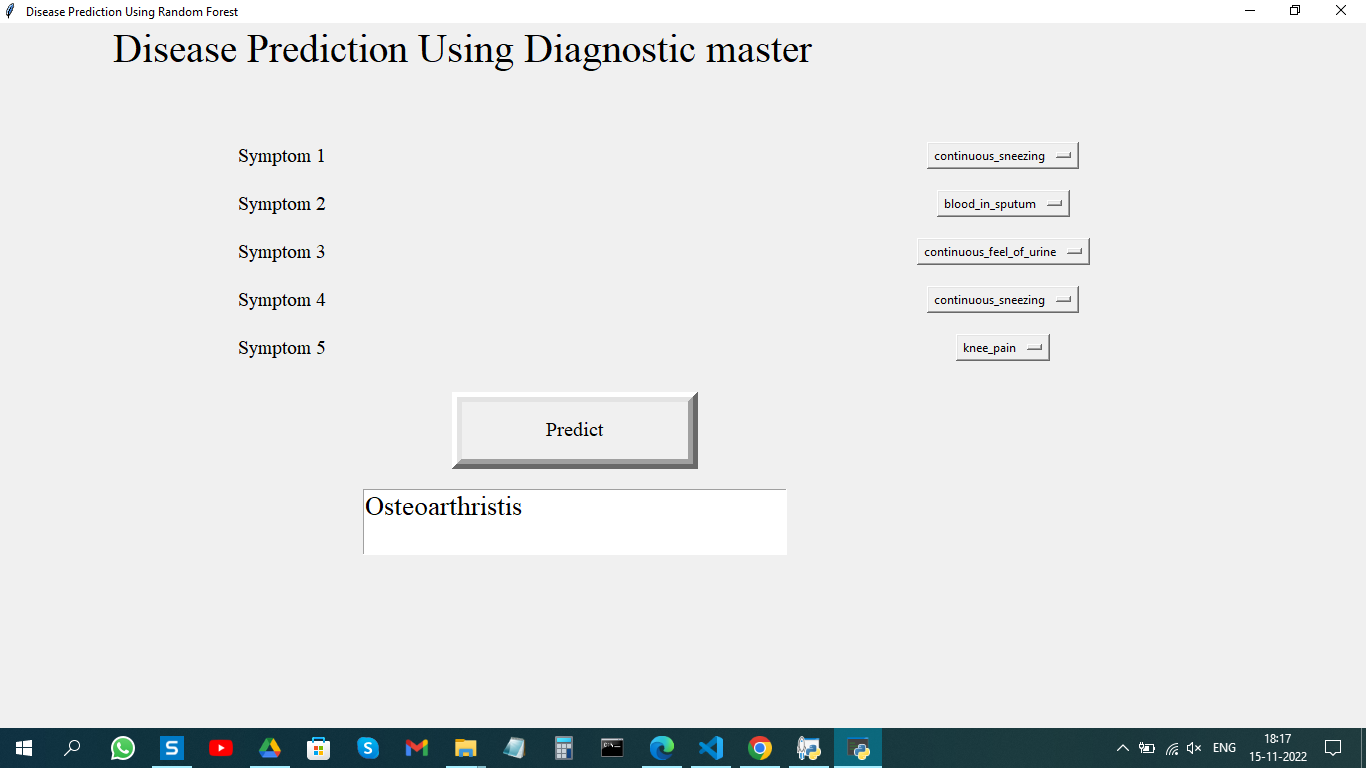 Disease Prediction Using Random Forest
Disease Prediction Using Diagnostic master
Symptom 1 continuous_sneezing
Symptom 2 blood_in_sputum
Symptom 3 continuous_feel_of_urine
Symptom 4 continuous_sneezing
Symptom 5 knee_pain
Predict
Osteoarthristis
S
S
ENG
18:17
15-11-2022